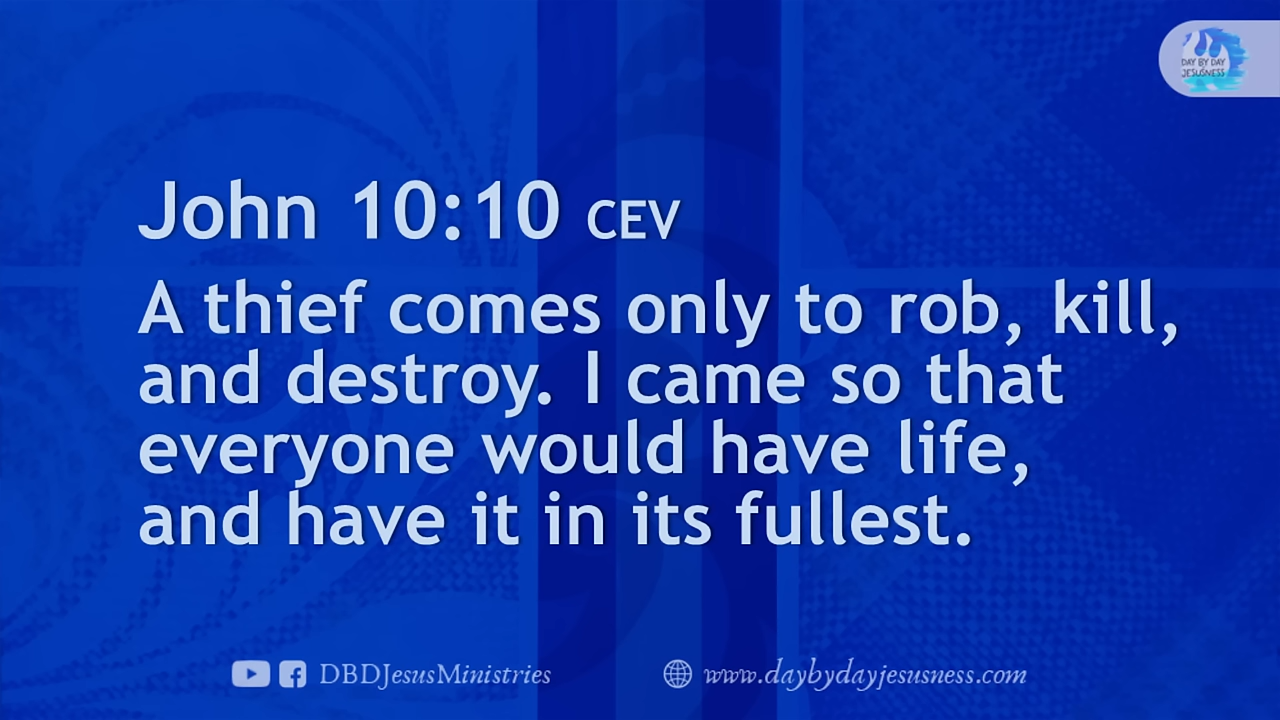 DAY BY DAY
JESUSNESS
John 10:10 CEV
A thief comes only to rob, kill,
and destroy. I came so that
everyone would have life,
and have it in its fullest.
DBDJesusMinistries
www.daybydayjesusness.com